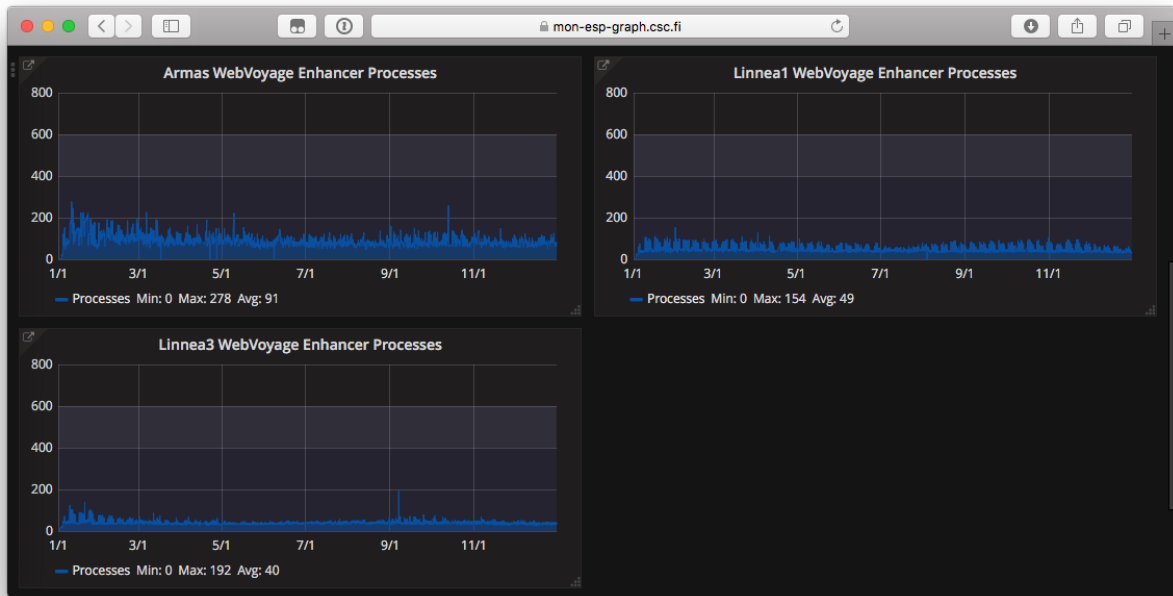 mon-esp-graph.csc.fi
Armas WebVoyage Enhancer Processes
800
600
400
200
0
1/1 3/1 5/1 7/1 9/1 11/1
Processes Min: 0 Max: 278 Avg: 91
Linnea1 WebVoyage Enhancer Processes
800
600
400
200
0
1/1 3/1 5/1 7/1 9/1 11/1
Processes Min: 0 Max: 154 Avg: 49
Linnea3 WebVoyage Enhancer Processes
800
600
400
200
0
1/1 3/1 5/1 7/1 9/1 11/1
Processes Min: 0 Max: 192 Avg: 40